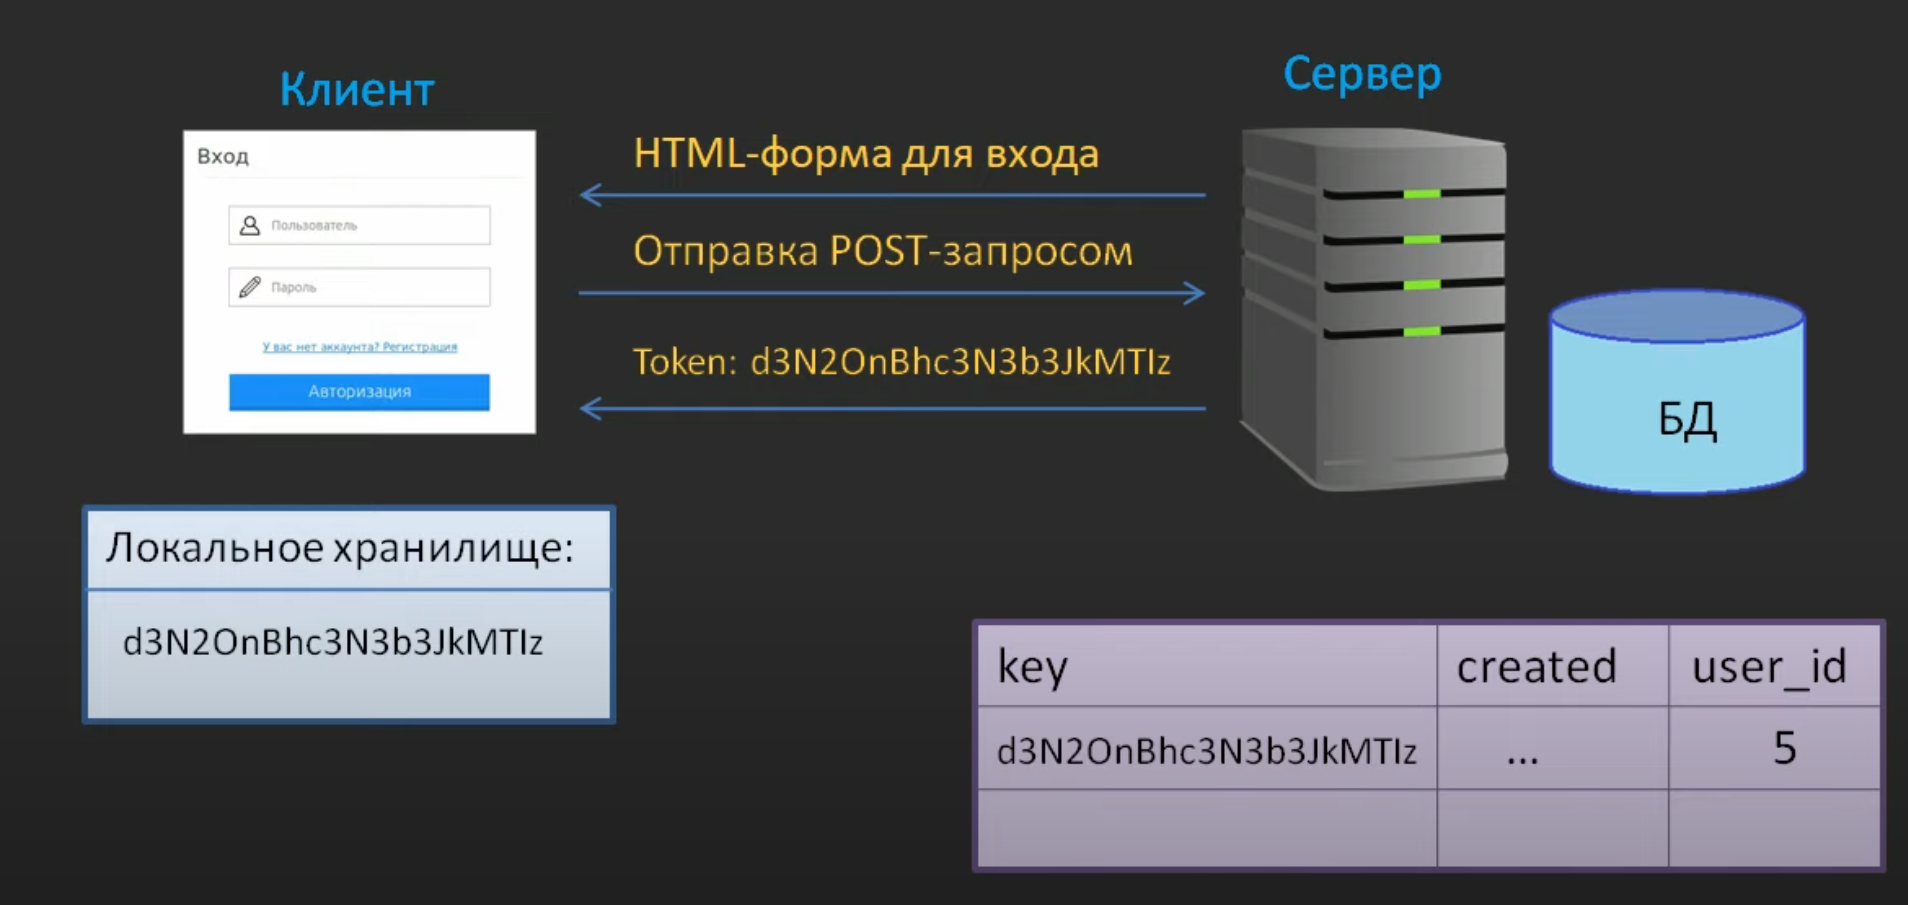 Клиент
Сервер
Вход
Пользователь
Пароль
У вас нет аккаунта? Регистрация
Авторизация
HTML-форма для входа
Отправка POST-запросом
Token: d3N2OnBhc3N3b3JkMTIz
БД
Локальное хранилище:
d3N2OnBhc3N3b3JkMTIz
key created user_id
d3N2OnBhc3N3b3JkMTIz ... 5